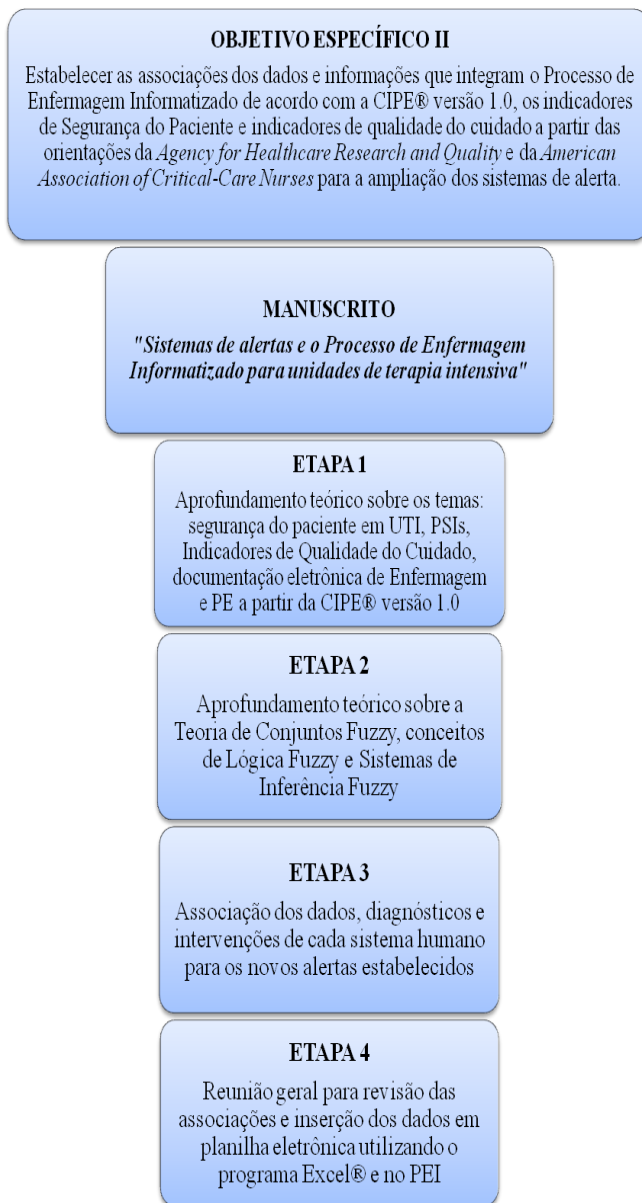 OBJETIVO ESPECÍFICO II
Estabelecer as associações dos dados e informações que integram o Processo de
Enfermagem Informatizado de acordo com a CIPE® versão 1.0, os indicadores
de Segurança do Paciente e indicadores de qualidade do cuidado a partir das
orientações da Agency for Healthcare Research and Quality e da American
Association of Critical-Care Nurses para a ampliação dos sistemas de alerta.
MANUSCRITO
"Sistemas de alertas e o Processo de Enfermagem
Informatizado para unidades de terapia intensiva"
ETAPA 1
Aprofundamento teórico sobre os temas:
segurança do paciente em UTI, PSIs,
Indicadores de Qualidade do Cuidado,
documentação eletrônica de Enfermagem
e PE a partir da CIPE® versão 1.0
ETAPA 2
Aprofundamento teórico sobre a
Teoria de Conjuntos Fuzzy, conceitos
de Lógica Fuzzy e Sistemas de
Inferência Fuzzy
ETAPA 3
Associação dos dados, diagnósticos e
intervenções de cada sistema humano
para os novos alertas estabelecidos
ETAPA 4
Reunião geral para revisão das
associações e inserção dos dados em
planilha eletrônica utilizando o
programa Excel® e no PEI